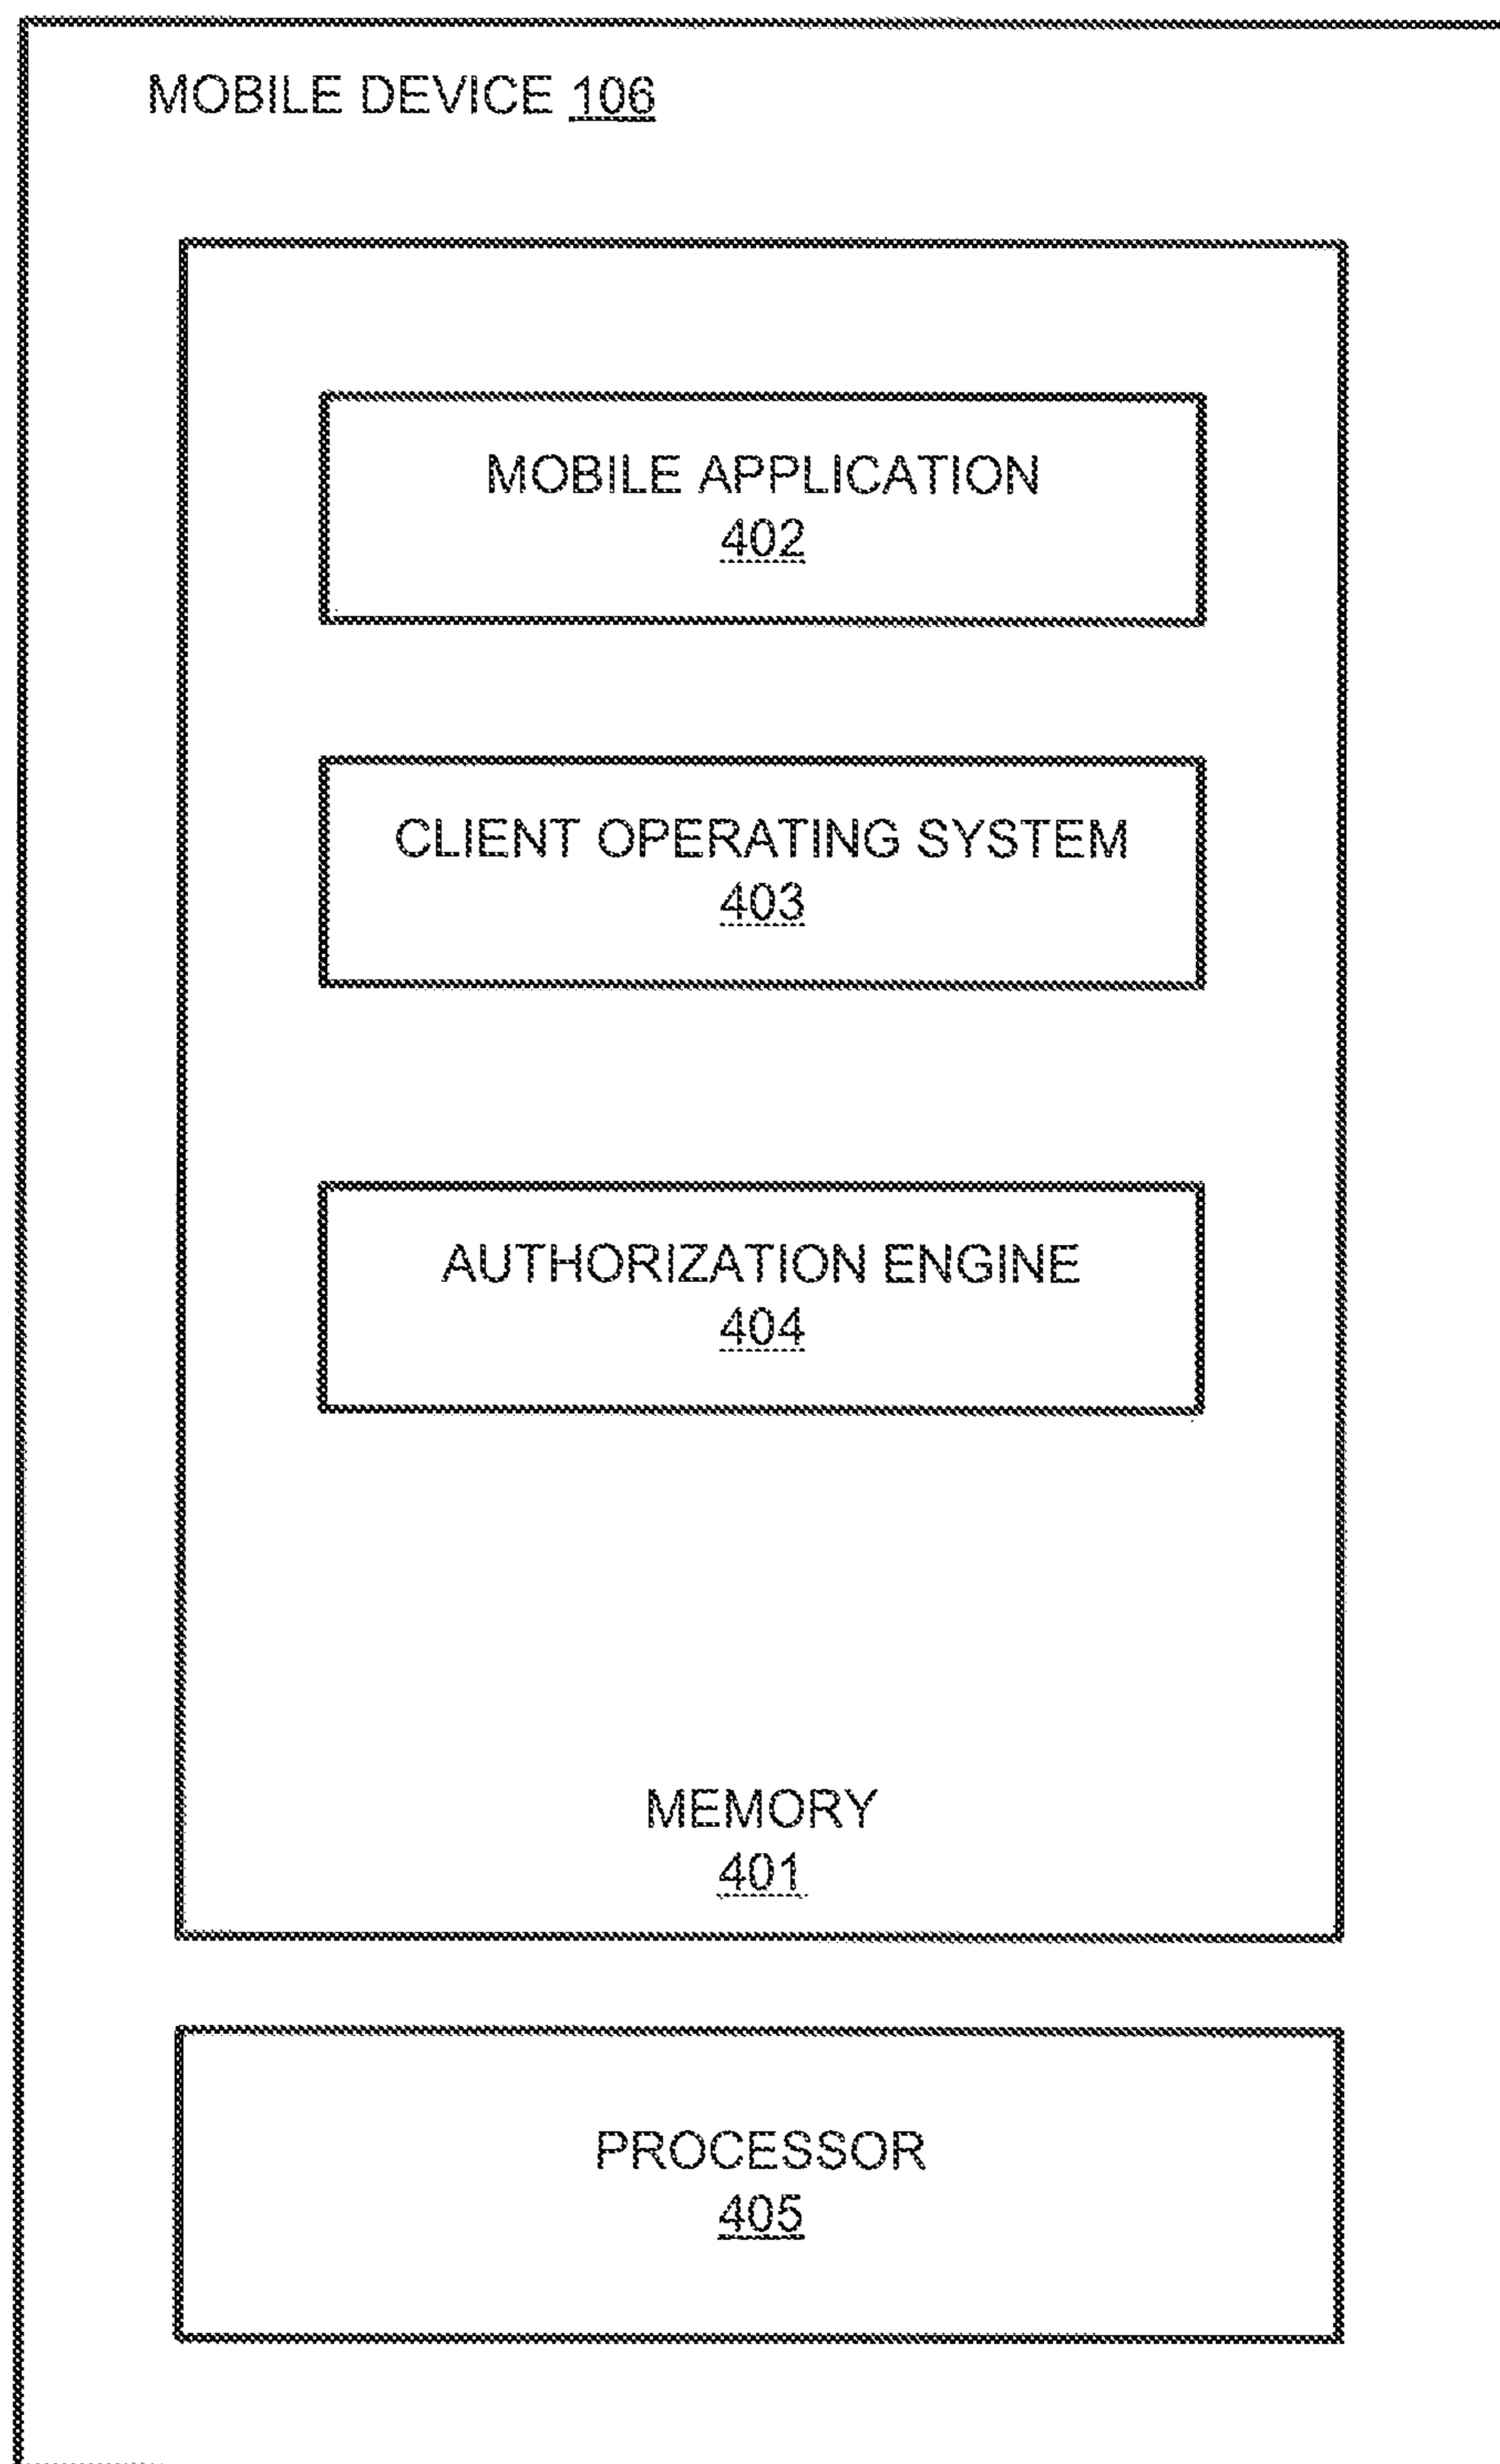 MOBILE DEVICE 106
MOBILE APPLICATION
402
CLIENT OPERATING SYSTEM
403
AUTHORIZATION ENGINE
404
MEMORY
401
PROCESSOR
405